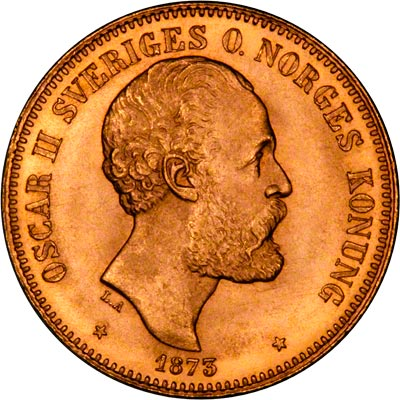 OSCAR II SVERIGES O. NORGES KONUNG
L.A
1873